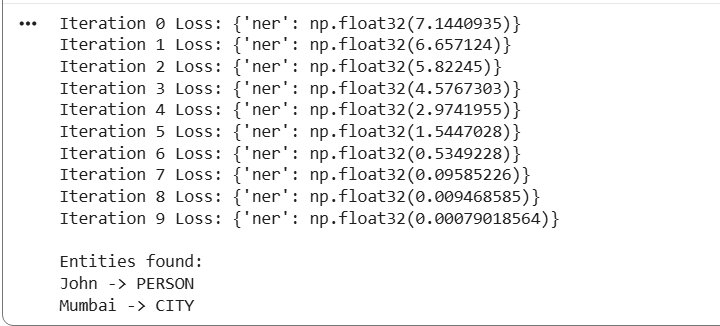 Iteration 0 Loss: {'ner': np.float32(7.1440935)}
Iteration 1 Loss: {'ner': np.float32(6.657124)}
Iteration 2 Loss: {'ner': np.float32(5.82245)}
Iteration 3 Loss: {'ner': np.float32(4.5767303)}
Iteration 4 Loss: {'ner': np.float32(2.9741955)}
Iteration 5 Loss: {'ner': np.float32(1.5447028)}
Iteration 6 Loss: {'ner': np.float32(0.5349228)}
Iteration 7 Loss: {'ner': np.float32(0.09585226)}
Iteration 8 Loss: {'ner': np.float32(0.009468585)}
Iteration 9 Loss: {'ner': np.float32(0.00079018564)}
Entities found:
John -> PERSON
Mumbai -> CITY